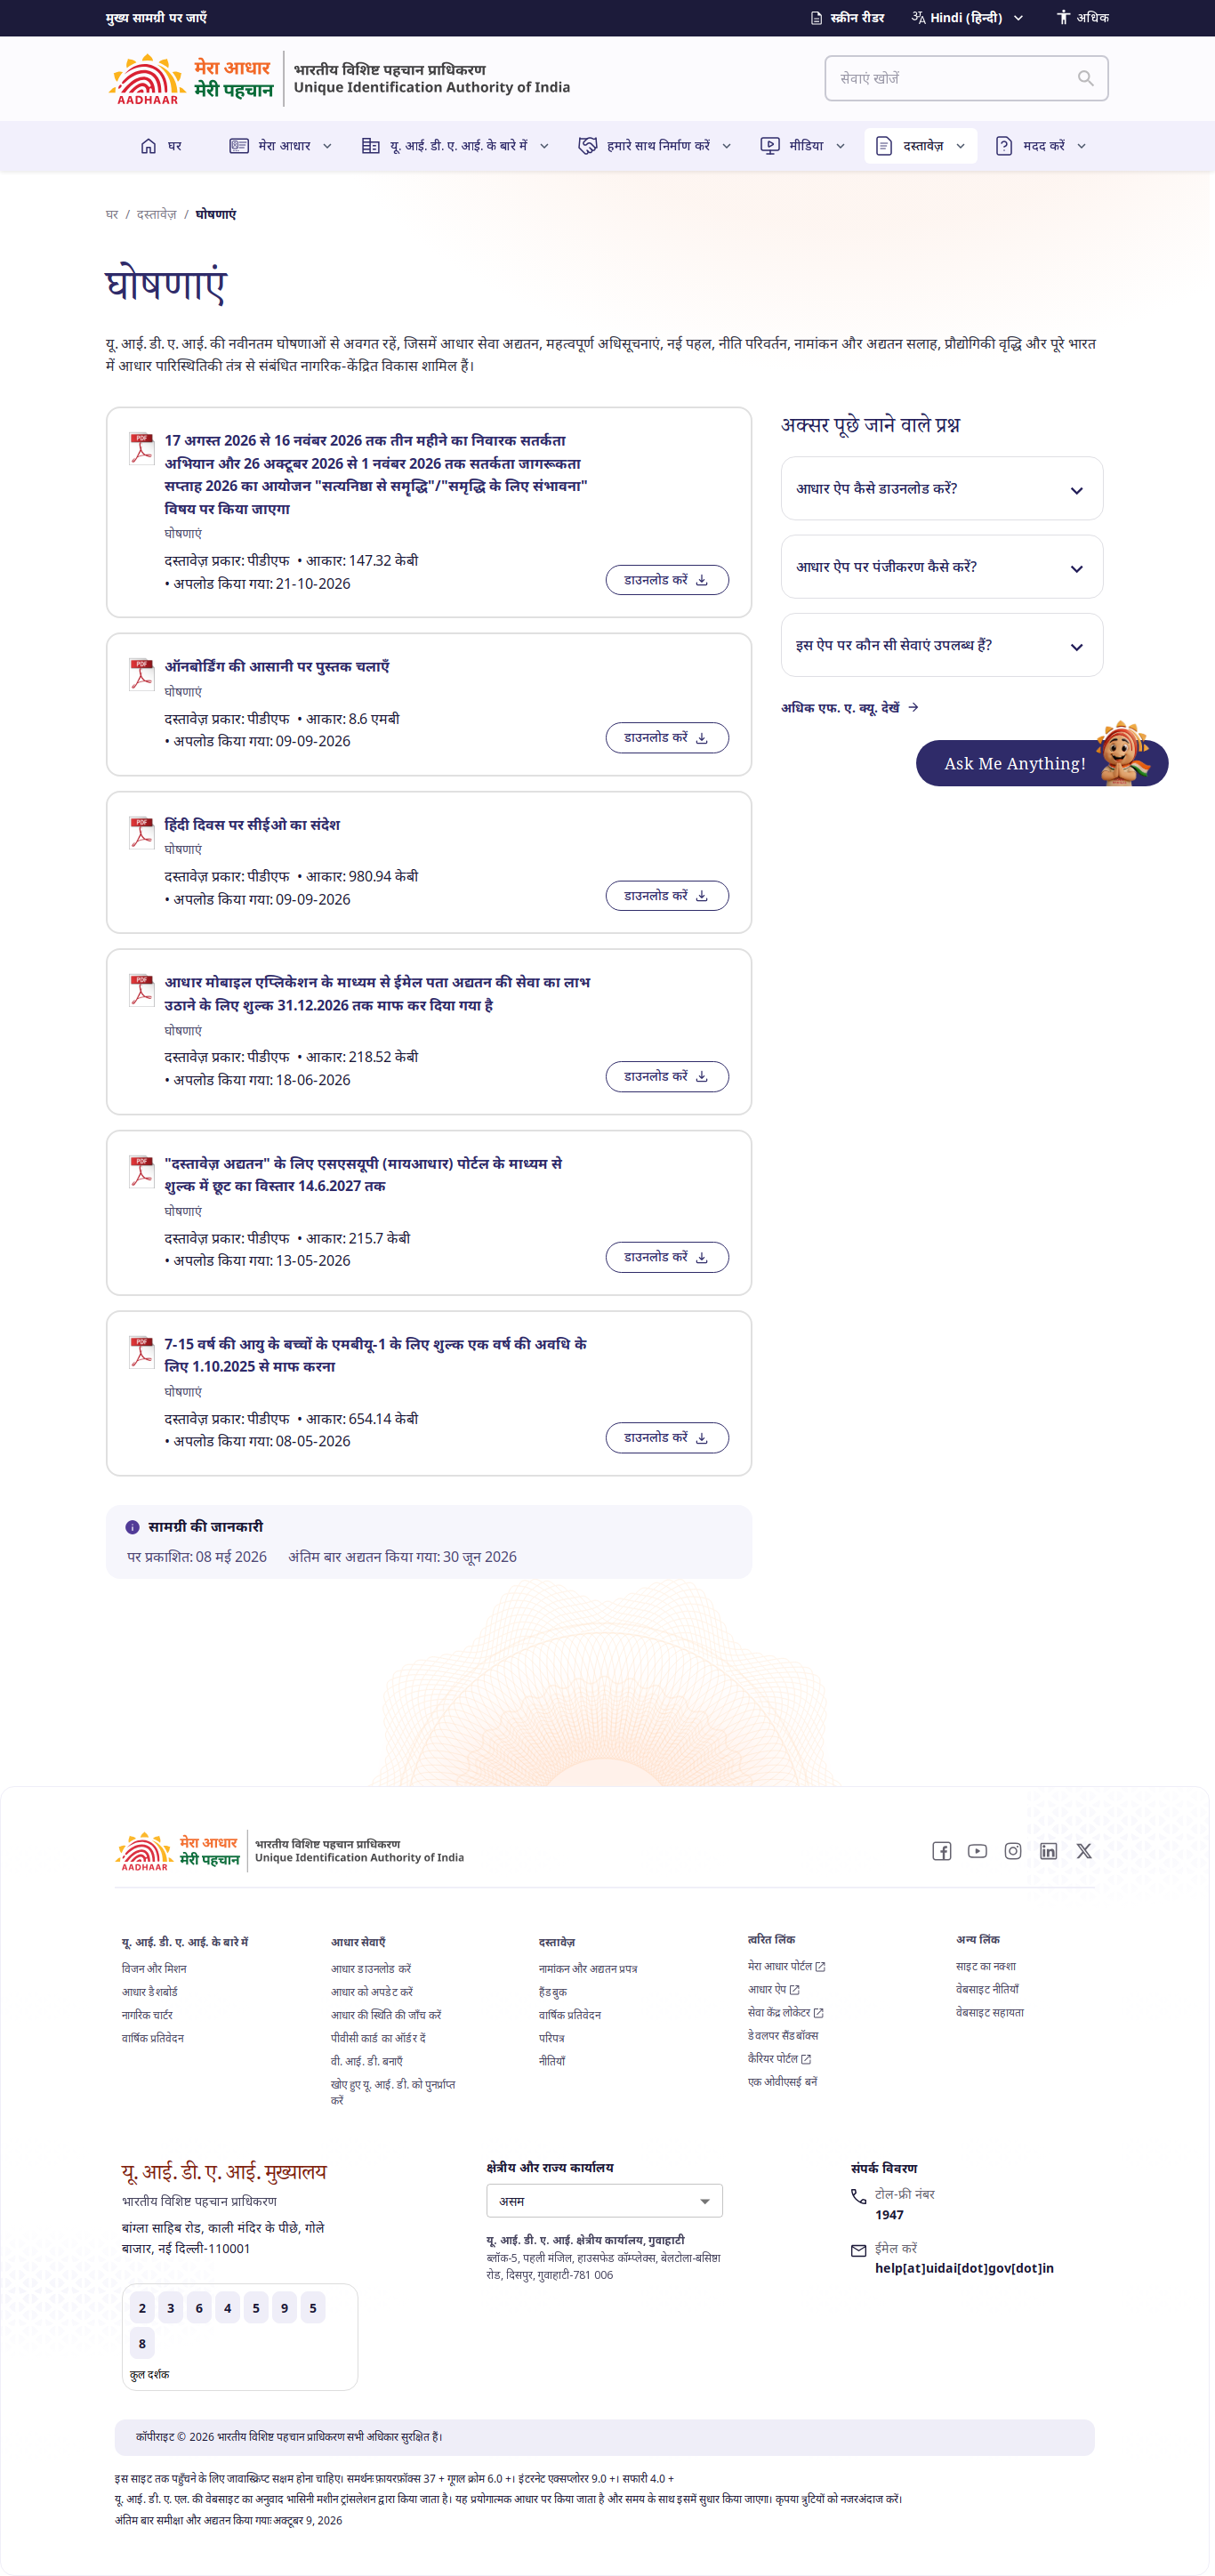 मुख्य सामग्री पर जाएँ
स्क्रीन रीडर
Hindi (हिन्दी)
अधिक
AADHAAR
मेरा आधार
मेरी पहचान
भारतीय विशिष्ट पहचान प्राधिकरण
Unique Identification Authority of India
सेवाएं खोजें
घर
मेरा आधार
यू. आई. डी. ए. आई. के बारे में
हमारे साथ निर्माण करें
मीडिया
दस्तावेज़
मदद करें
घर / दस्तावेज़ / घोषणाएं
घोषणाएं
यू. आई. डी. ए. आई. की नवीनतम घोषणाओं से अवगत रहें, जिसमें आधार सेवा अद्यतन, महत्वपूर्ण अधिसूचनाएं, नई पहल, नीति परिवर्तन, नामांकन और अद्यतन सलाह, प्रौद्योगिकी वृद्धि और पूरे भारत
में आधार पारिस्थितिकी तंत्र से संबंधित नागरिक-केंद्रित विकास शामिल हैं।
PDF
17 अगस्त 2026 से 16 नवंबर 2026 तक तीन महीने का निवारक सतर्कता
अभियान और 26 अक्टूबर 2026 से 1 नवंबर 2026 तक सतर्कता जागरूकता
सप्ताह 2026 का आयोजन "सत्यनिष्ठा से समृद्धि"/"समृद्धि के लिए संभावना"
विषय पर किया जाएगा
घोषणाएं
दस्तावेज़ प्रकार: पीडीएफ • आकार: 147.32 केबी
• अपलोड किया गया: 21-10-2026
डाउनलोड करें
PDF
ऑनबोर्डिंग की आसानी पर पुस्तक चलाएँ
घोषणाएं
दस्तावेज़ प्रकार: पीडीएफ • आकार: 8.6 एमबी
• अपलोड किया गया: 09-09-2026
डाउनलोड करें
PDF
हिंदी दिवस पर सीईओ का संदेश
घोषणाएं
दस्तावेज़ प्रकार: पीडीएफ • आकार: 980.94 केबी
• अपलोड किया गया: 09-09-2026
डाउनलोड करें
PDF
आधार मोबाइल एप्लिकेशन के माध्यम से ईमेल पता अद्यतन की सेवा का लाभ
उठाने के लिए शुल्क 31.12.2026 तक माफ कर दिया गया है
घोषणाएं
दस्तावेज़ प्रकार: पीडीएफ • आकार: 218.52 केबी
• अपलोड किया गया: 18-06-2026
डाउनलोड करें
PDF
"दस्तावेज़ अद्यतन" के लिए एसएसयूपी (मायआधार) पोर्टल के माध्यम से
शुल्क में छूट का विस्तार 14.6.2027 तक
घोषणाएं
दस्तावेज़ प्रकार: पीडीएफ • आकार: 215.7 केबी
• अपलोड किया गया: 13-05-2026
डाउनलोड करें
PDF
7-15 वर्ष की आयु के बच्चों के एमबीयू-1 के लिए शुल्क एक वर्ष की अवधि के
लिए 1.10.2025 से माफ करना
घोषणाएं
दस्तावेज़ प्रकार: पीडीएफ • आकार: 654.14 केबी
• अपलोड किया गया: 08-05-2026
डाउनलोड करें
अक्सर पूछे जाने वाले प्रश्न
आधार ऐप कैसे डाउनलोड करें?
आधार ऐप पर पंजीकरण कैसे करें?
इस ऐप पर कौन सी सेवाएं उपलब्ध हैं?
अधिक एफ. ए. क्यू. देखें
Ask Me Anything!
सामग्री की जानकारी
पर प्रकाशित: 08 मई 2026 अंतिम बार अद्यतन किया गया: 30 जून 2026
AADHAAR
मेरा आधार
मेरी पहचान
भारतीय विशिष्ट पहचान प्राधिकरण
Unique Identification Authority of India
यू. आई. डी. ए. आई. के बारे में
विजन और मिशन
आधार डैशबोर्ड
नागरिक चार्टर
वार्षिक प्रतिवेदन
आधार सेवाएँ
आधार डाउनलोड करें
आधार को अपडेट करें
आधार की स्थिति की जाँच करें
पीवीसी कार्ड का ऑर्डर दें
वी. आई. डी. बनाएँ
खोए हुए यू. आई. डी. को पुनर्प्राप्त
करें
दस्तावेज़
नामांकन और अद्यतन प्रपत्र
हैंडबुक
वार्षिक प्रतिवेदन
परिपत्र
नीतियाँ
त्वरित लिंक
मेरा आधार पोर्टल
आधार ऐप
सेवा केंद्र लोकेटर
डेवलपर सैंडबॉक्स
कैरियर पोर्टल
एक ओवीएसई बनें
अन्य लिंक
साइट का नक्शा
वेबसाइट नीतियाँ
वेबसाइट सहायता
यू. आई. डी. ए. आई. मुख्यालय
भारतीय विशिष्ट पहचान प्राधिकरण
बांग्ला साहिब रोड, काली मंदिर के पीछे, गोले
बाजार, नई दिल्ली-110001
2 3 6 4 5 9 5
8
कुल दर्शक
क्षेत्रीय और राज्य कार्यालय
असम
यू. आई. डी. ए. आई. क्षेत्रीय कार्यालय, गुवाहाटी
ब्लॉक-5, पहली मंजिल, हाउसफेड कॉम्प्लेक्स, बेलटोला-बसिष्ठा
रोड, दिसपुर, गुवाहाटी-781 006
संपर्क विवरण
टोल-फ्री नंबर
1947
ईमेल करें
help[at]uidai[dot]gov[dot]in
कॉपीराइट © 2026 भारतीय विशिष्ट पहचान प्राधिकरण सभी अधिकार सुरक्षित हैं।
इस साइट तक पहुँचने के लिए जावास्क्रिप्ट सक्षम होना चाहिए। समर्थनः फ़ायरफ़ॉक्स 37 + गूगल क्रोम 6.0 +। इंटरनेट एक्सप्लोरर 9.0 +। सफारी 4.0 +
यू. आई. डी. ए. एल. की वेबसाइट का अनुवाद भासिनी मशीन ट्रांसलेशन द्वारा किया जाता है। यह प्रयोगात्मक आधार पर किया जाता है और समय के साथ इसमें सुधार किया जाएगा। कृपया त्रुटियों को नजरअंदाज करें।
अंतिम बार समीक्षा और अद्यतन किया गयाः अक्टूबर 9, 2026